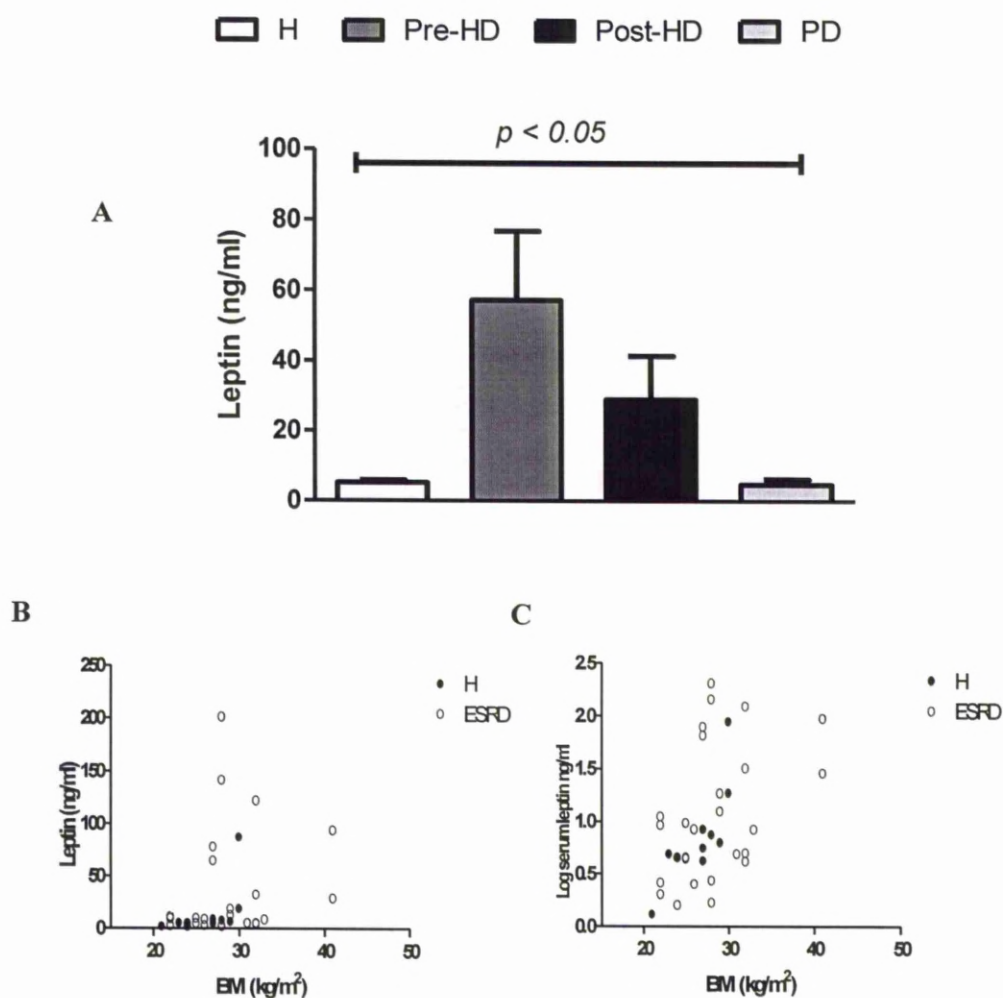 H Pre-HD Post-HD PD
p < 0.05
A
Leptin (ng/ml)
100
80
60
40
20
0
B
Leptin (ng/ml)
250
200
150
100
50
0
20 30 40 50
BMI (kg/m²)
H
ESRD
C
Log serum leptin ng/ml
2.5
2.0
1.5
1.0
0.5
0.0
20 30 40 50
BMI (kg/m²)
H
ESRD